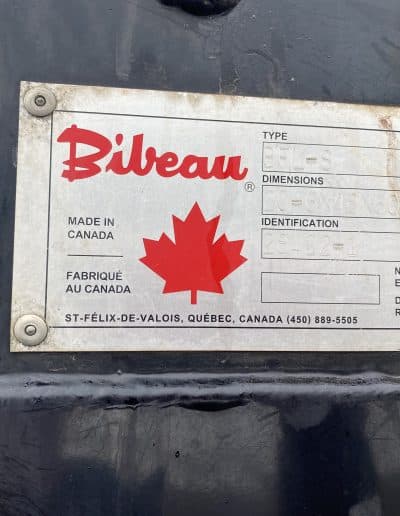 Bibeau®
MADE IN
CANADA
FABRIQUÉ
AU CANADA
TYPE
DIMENSIONS
IDENTIFICATION
N
E
D
R
ST-FÉLIX-DE-VALOIS, QUÉBEC, CANADA (450) 889-5505